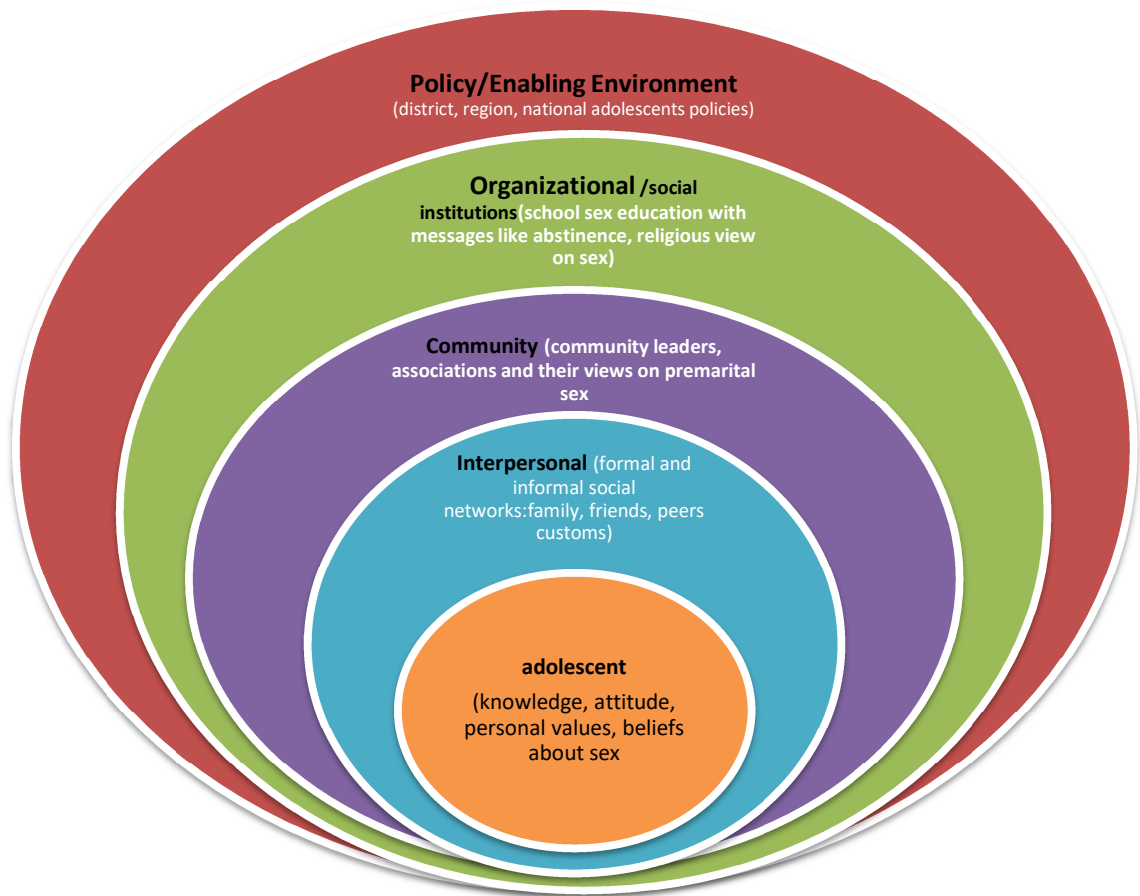 Policy/Enabling Environment
(district, region, national adolescents policies)
Organizational /social
institutions(school sex education with
messages like abstinence, religious view
on sex)
Community (community leaders,
associations and their views on premarital
sex
Interpersonal (formal and
informal social
networks:family, friends, peers
customs)
adolescent
(knowledge, attitude,
personal values, beliefs
about sex